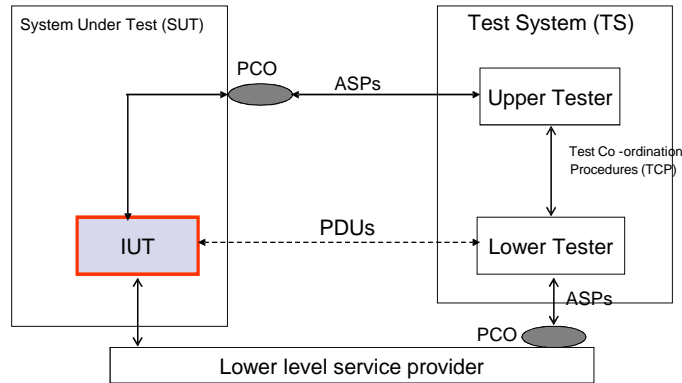 System Under Test (SUT)
Test System (TS)
PCO
ASPs
Upper Tester
Test Co -ordination
Procedures (TCP)
IUT
PDUs
Lower Tester
ASPs
PCO
Lower level service provider